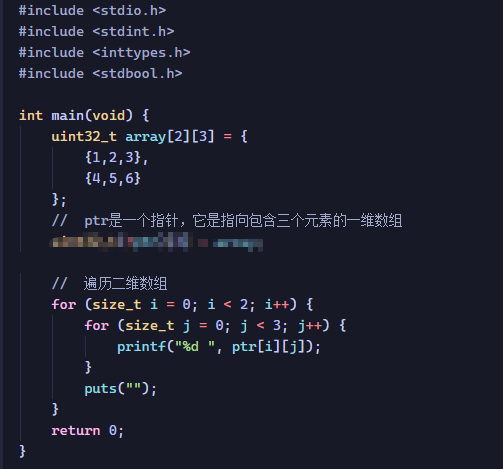 #include <stdio.h>
#include <stdint.h>
#include <inttypes.h>
#include <stdbool.h>
int main(void) {
uint32_t array[2][3] = {
{1,2,3},
{4,5,6}
};
// ptr是一个指针，它是指向包含三个元素的一维数组
// 遍历二维数组
for (size_t i = 0; i < 2; i++) {
for (size_t j = 0; j < 3; j++) {
printf("%d ", ptr[i][j]);
}
puts("");
}
return 0;
}